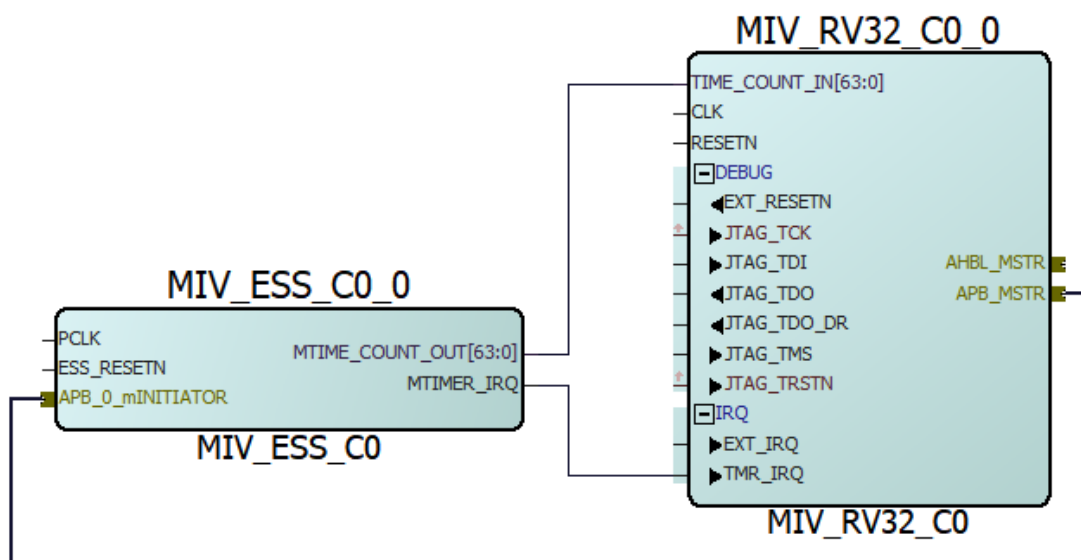 MIV_RV32_C0_0
TIME_COUNT_IN[63:0]
CLK
RESETN
DEBUG
EXT_RESETN
JTAG_TCK
JTAG_TDI
JTAG_TDO
JTAG_TDO_DR
JTAG_TMS
JTAG_TRSTN
IRQ
EXT_IRQ
TMR_IRQ
AHBL_MSTR
APB_MSTR
MIV_RV32_C0
MIV_ESS_C0_0
PCLK
ESS_RESETN
APB_0_mINITIATOR
MTIME_COUNT_OUT[63:0]
MTIMER_IRQ
MIV_ESS_C0